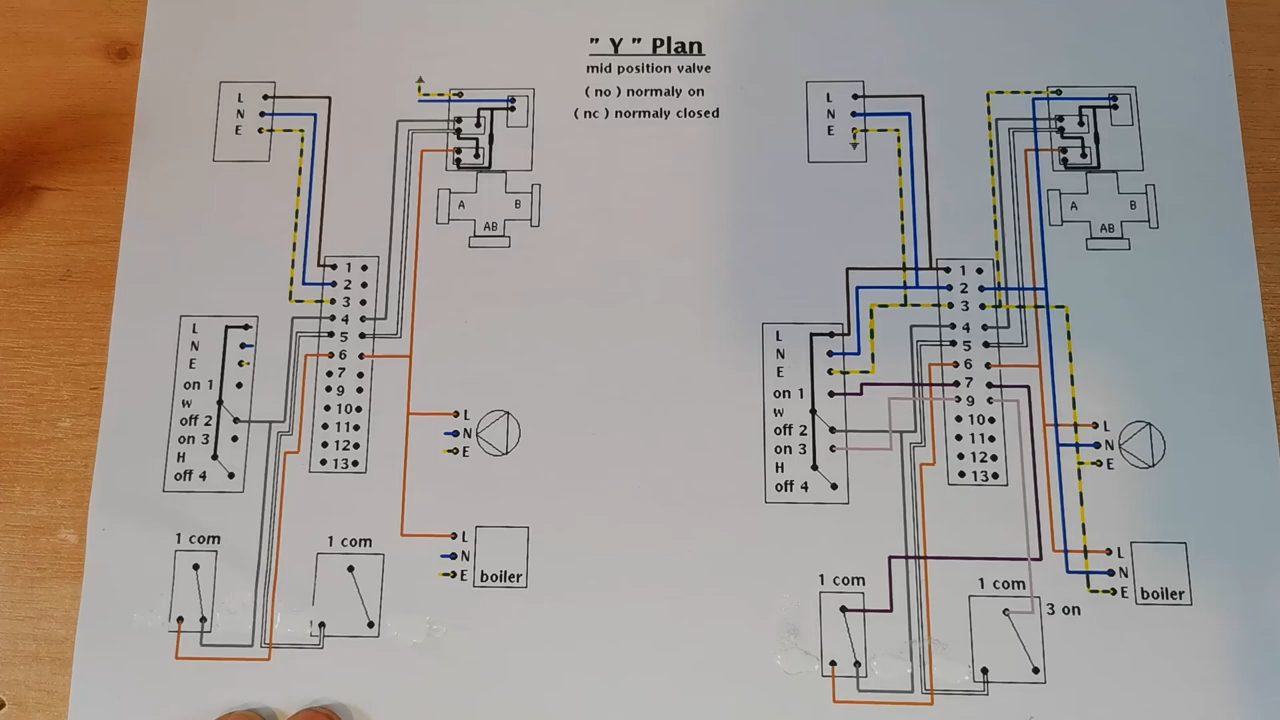 " Y " Plan
mid position valve
( no ) normaly on
( nc ) normaly closed
L
N
E
A
B
AB
1
2
3
4
5
6
7
9
10
11
12
13
L
N
E
on 1
w
off 2
on 3
H
off 4
L
N
E
L
N
E
boiler
1 com
1 com
L
N
E
A
B
AB
1
2
3
4
5
6
7
9
10
11
12
13
L
N
E
on 1
w
off 2
on 3
H
off 4
L
N
E
L
N
E
boiler
1 com
1 com
3 on